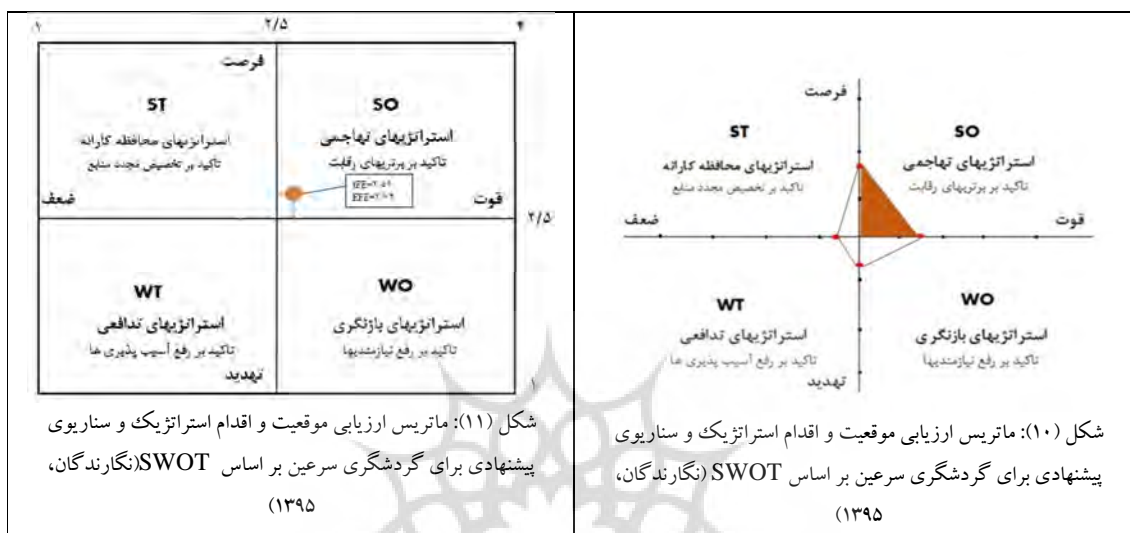 فرصت
ST
SO
استراتژیهای محافظه کارانه
استراتژیهای تهاجمی
تاکید بر تخصیص مجدد منابع
تاکید بر برتریهای رقابت
ضعف
قوت
WT
WO
استراتژیهای تدافعی
استراتژیهای بازنگری
تاکید بر رفع آسیب پذیری ها
تاکید بر رفع نیازمندیها
تهدید
شکل (۱۰): ماتریس ارزیابی موقعیت و اقدام استراتژیک و سناریوی
پیشنهادی برای گردشگری سرعین بر اساس SWOT (نگارندگان،
۱۳۹۵)
۱
۲/۵
۴
فرصت
ST
SO
استراتژیهای محافظه کارانه
استراتژیهای تهاجمی
تاکید بر تخصیص مجدد منابع
تاکید بر برتریهای رقابت
ضعف
قوت
۲/۵
WT
WO
استراتژیهای تدافعی
استراتژیهای بازنگری
تاکید بر رفع آسیب پذیری ها
تاکید بر رفع نیازمندیها
تهدید
۱
شکل (۱۱): ماتریس ارزیابی موقعیت و اقدام استراتژیک و سناریوی
پیشنهادی برای گردشگری سرعین بر اساس SWOT(نگارندگان،
۱۳۹۵)